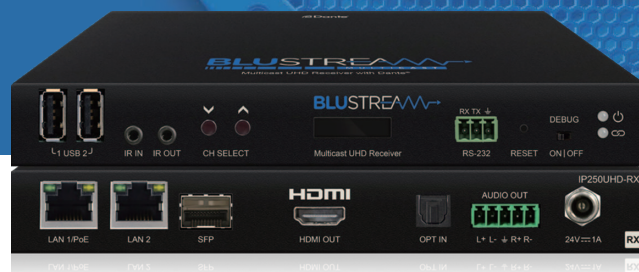 Dante
BLUSTREAM
Multicast UHD Receiver with Dante®
BLUSTREAM
RX TX
DEBUG
1 USB 2
IR IN
IR OUT
CH SELECT
Multicast UHD Receiver
RS-232
RESET
ON | OFF
IP250UHD-RX
HDMI
AUDIO OUT
LAN 1/PoE
LAN 2
SFP
HDMI OUT
OPT IN
L+ L- R+ R-
24V 1A
RX